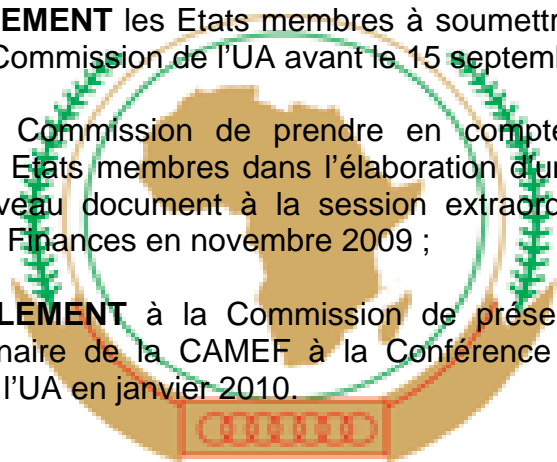 EMENT les Etats membres à soumettr
Commission de l’UA avant le 15 septemb
Commission de prendre en compte
Etats membres dans l’élaboration d’un
veau document à la session extraord
Finances en novembre 2009 ;
LEMENT à la Commission de prése
naire de la CAMEF à la Conférence
l’UA en janvier 2010.